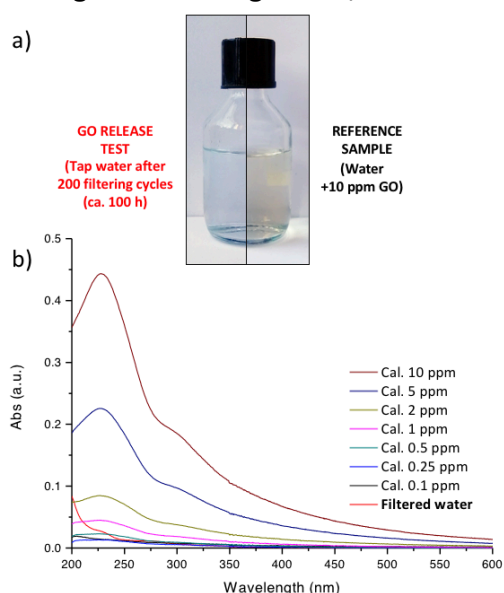 a)
GO RELEASE
TEST
(Tap water after
200 filtering cycles
(ca. 100 h)
REFERENCE
SAMPLE
(Water
+10 ppm GO)
b)
0.5
0.4
0.3
0.2
0.1
0.0
Abs (a.u.)
Cal. 10 ppm
Cal. 5 ppm
Cal. 2 ppm
Cal. 1 ppm
Cal. 0.5 ppm
Cal. 0.25 ppm
Cal. 0.1 ppm
Filtered water
200 250 300 350 400 450 500 550 600
Wavelength (nm)